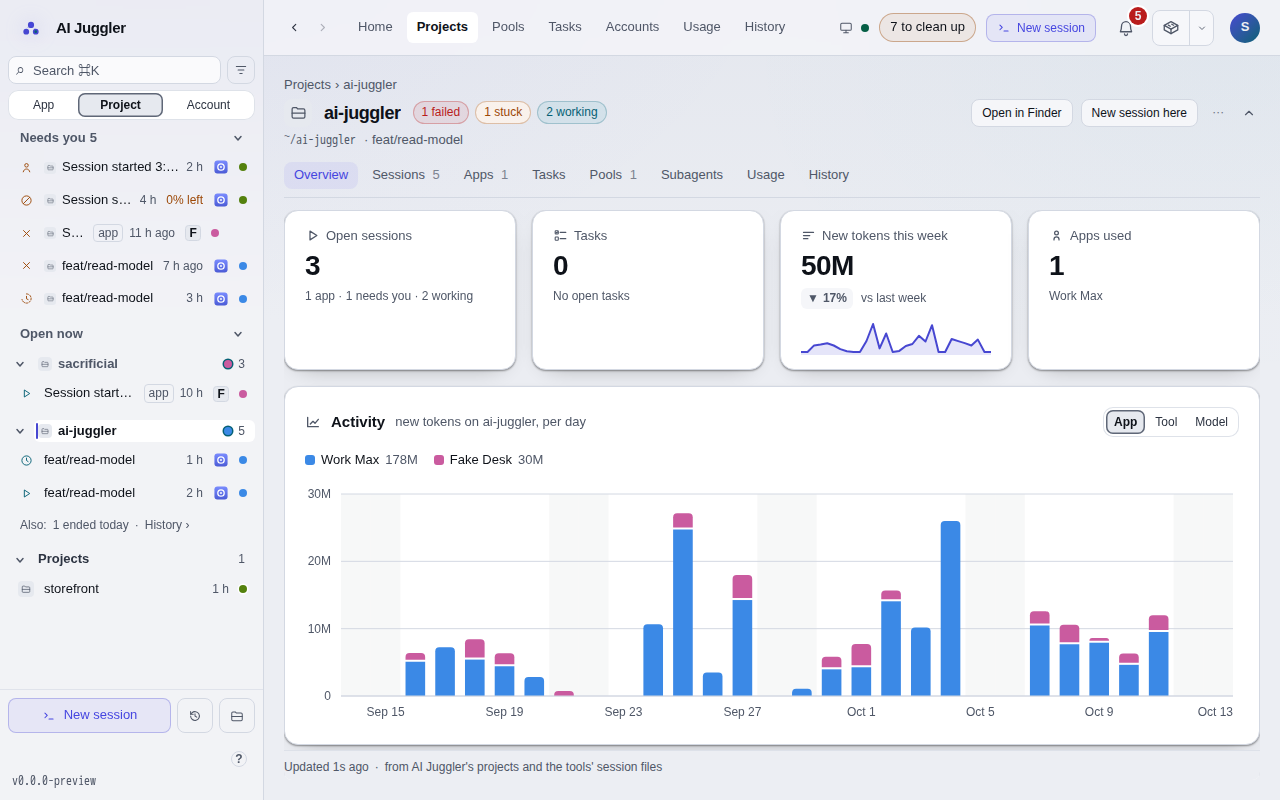 AI Juggler
Search ⌘K
App Project Account
Needs you 5
Session started 3:... 2 h
Session s... 4 h 0% left
S... app 11 h ago F
feat/read-model 7 h ago
feat/read-model 3 h
Open now
sacrificial 3
Session start... app 10 h F
ai-juggler 5
feat/read-model 1 h
feat/read-model 2 h
Also: 1 ended today · History ›
Projects 1
storefront 1 h
New session
?
v0.0.0-preview
Home Projects Pools Tasks Accounts Usage History
7 to clean up
New session
5
S
Projects › ai-juggler
ai-juggler 1 failed 1 stuck 2 working
Open in Finder New session here ...
~/ai-juggler · feat/read-model
Overview Sessions 5 Apps 1 Tasks Pools 1 Subagents Usage History
Open sessions
3
1 app · 1 needs you · 2 working
Tasks
0
No open tasks
New tokens this week
50M
▼ 17% vs last week
Apps used
1
Work Max
Activity new tokens on ai-juggler, per day
App Tool Model
Work Max 178M Fake Desk 30M
30M
20M
10M
0
Sep 15 Sep 19 Sep 23 Sep 27 Oct 1 Oct 5 Oct 9 Oct 13
Updated 1s ago · from AI Juggler's projects and the tools' session files